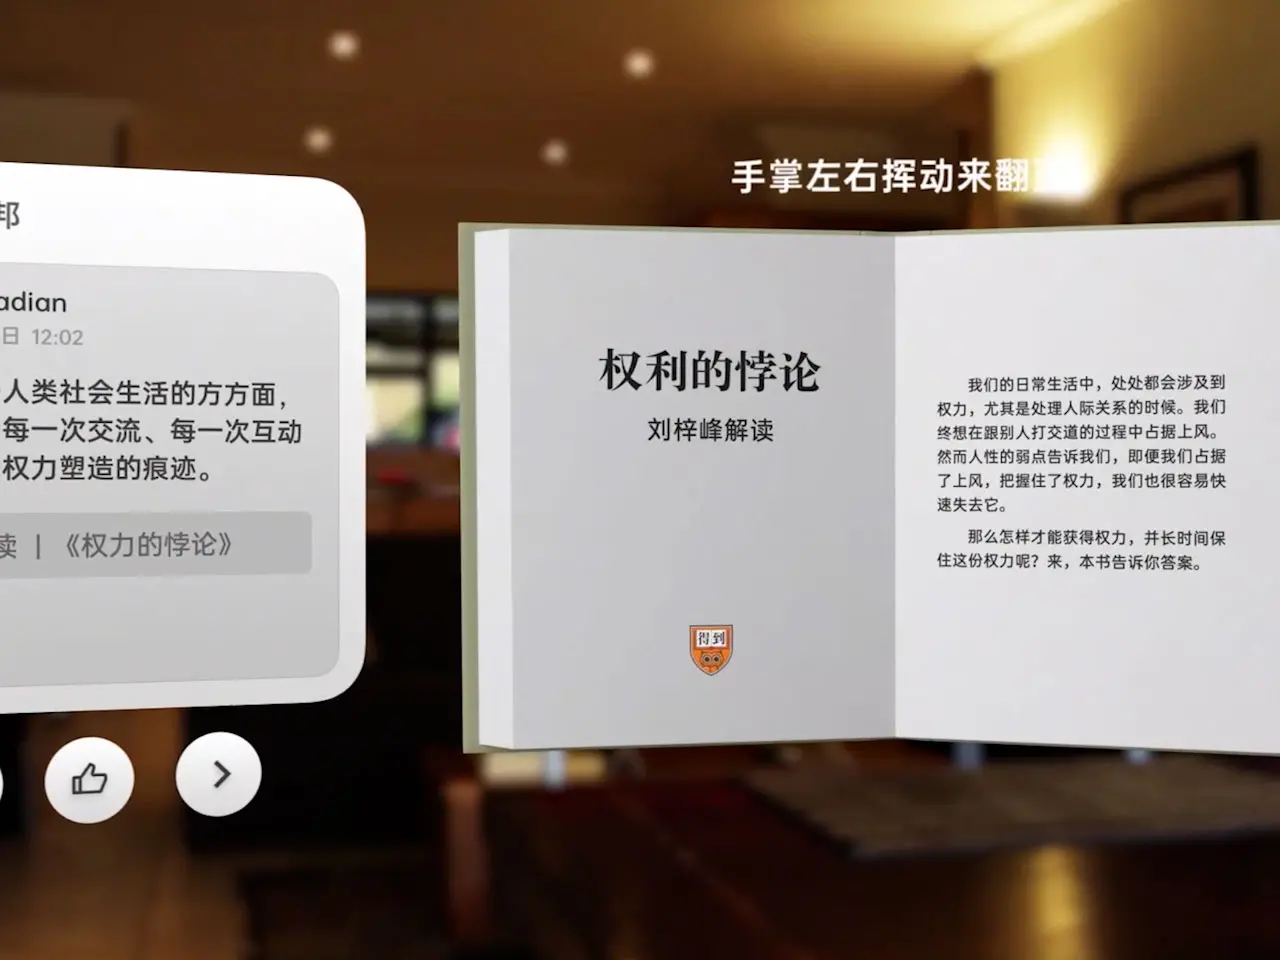 邦
adian
日 12:02
人类社会生活的方方面，
每一次交流、每一次互动
权力塑造的痕迹。
读 | 《权力的悖论》
手掌左右挥动来翻
权利的悖论
刘梓峰解读
得到
我们的日常生活中，处处都会涉及到
权力，尤其是处理人际关系的时候。我们
终想在跟别人打交道的过程中占据上风。
然而人性的弱点告诉我们，即便我们占据
了上风，把握住了权力，我们也很容易快
速失去它。
那么怎样才能获得权力，并长时间保
住这份权力呢？来，本书告诉你答案。